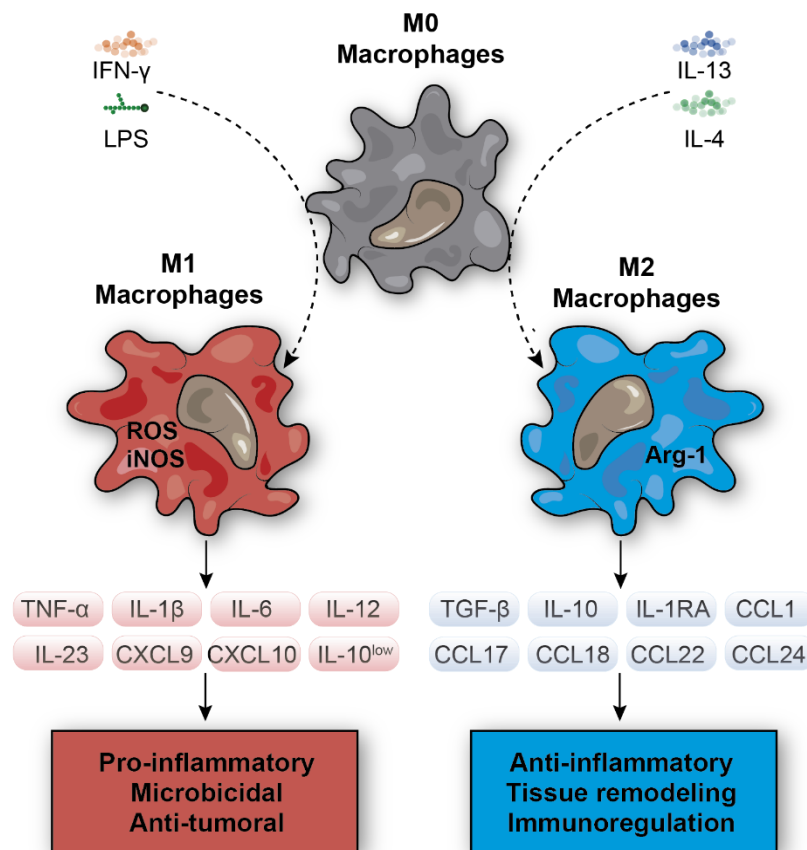 M0
Macrophages
IFN-γ
LPS
IL-13
IL-4
M1
Macrophages
M2
Macrophages
ROS
iNOS
Arg-1
TNF-α IL-1β IL-6 IL-12
IL-23 CXCL9 CXCL10 IL-10low
TGF-β IL-10 IL-1RA CCL1
CCL17 CCL18 CCL22 CCL24
Pro-inflammatory
Microbicidal
Anti-tumoral
Anti-inflammatory
Tissue remodeling
Immunoregulation